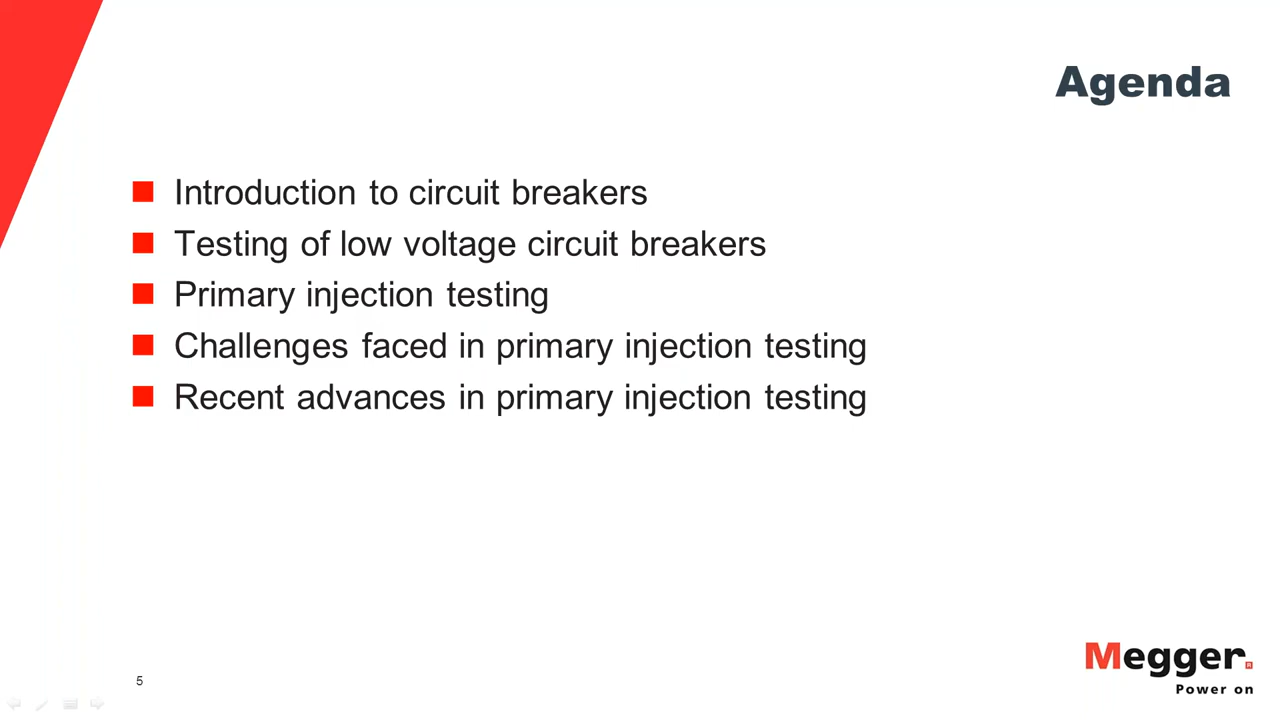 Agenda
Introduction to circuit breakers
Testing of low voltage circuit breakers
Primary injection testing
Challenges faced in primary injection testing
Recent advances in primary injection testing
Megger
Power on
5